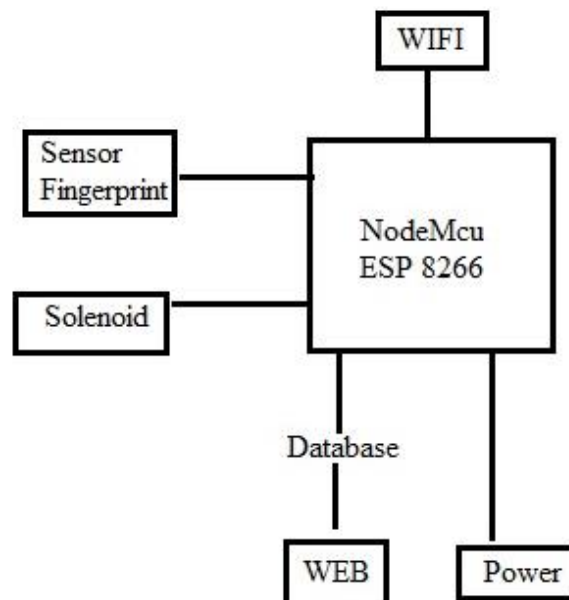 WIFI
Sensor
Fingerprint
NodeMcu
ESP 8266
Solenoid
Database
WEB
Power